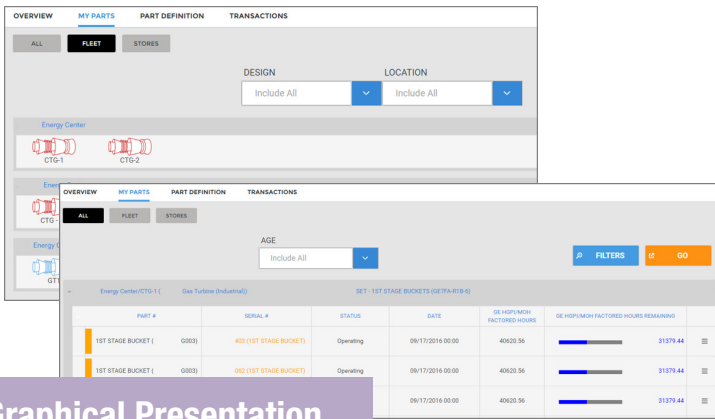 OVERVIEW MY PARTS PART DEFINITION TRANSACTIONS
ALL FLEET STORES
DESIGN LOCATION
Include All Include All
Energy Center
CTG-1 CTG-2
CTG -
Energy
OVERVIEW MY PARTS PART DEFINITION TRANSACTIONS
ALL FLEET STORES
AGE
Include All FILTERS GO
Energy Center/CTG-1 ( Gas Turbine (Industrial)) SET - 1ST STAGE BUCKETS (GE7FA-R1B-6)
PART # SERIAL # STATUS DATE GE HGPI/MOH FACTORED HOURS GE HGPI/MOH FACTORED HOURS REMAINING
1ST STAGE BUCKET ( G003) 403 (1ST STAGE BUCKET) Operating 09/17/2016 00:00 40620.56 31379.44
1ST STAGE BUCKET ( G003) 052 (1ST STAGE BUCKET) Operating 09/17/2016 00:00 40620.56 31379.44
09/17/2016 00:00 40620.56 31379.44
Graphical Presentation